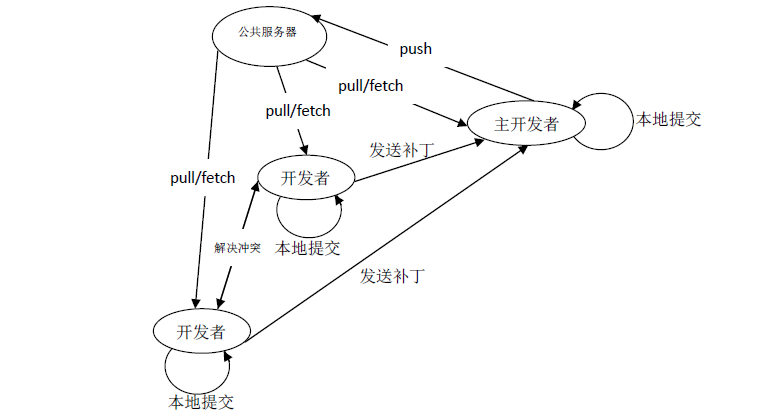 公共服务器
push
pull/fetch
pull/fetch
主开发者
本地提交
发送补丁
pull/fetch
开发者
解决冲突
本地提交
发送补丁
开发者
本地提交